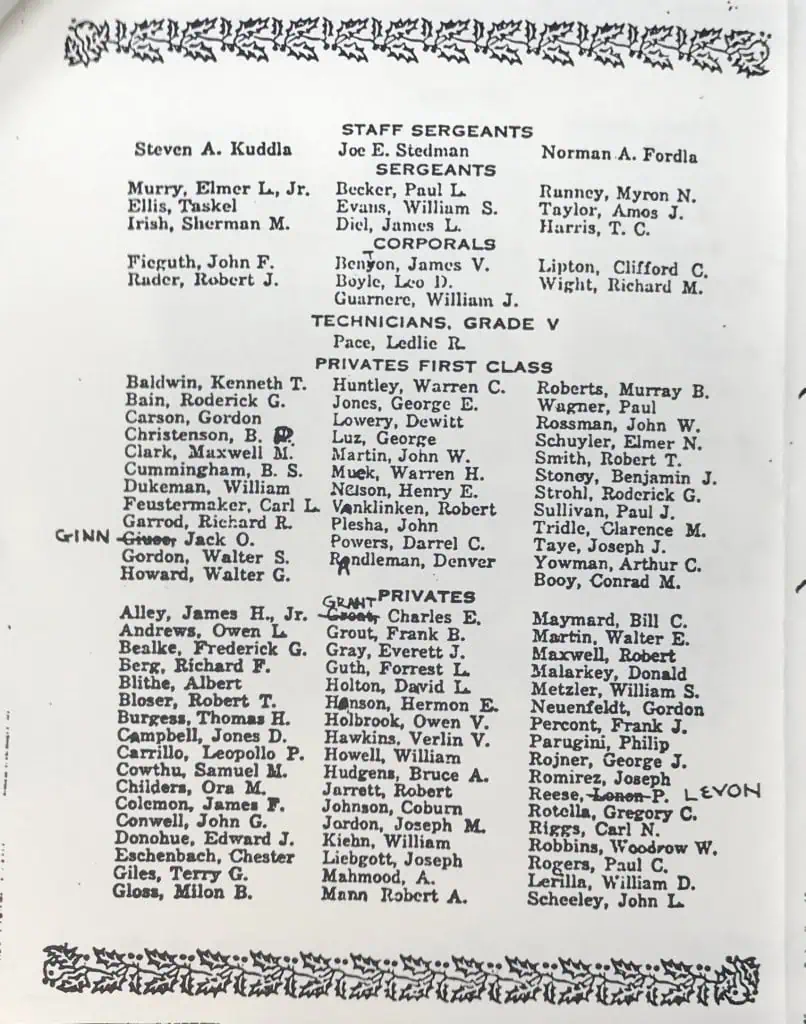 STAFF SERGEANTS
Steven A. Kuddla Joe E. Stedman Norman A. Fordla
SERGEANTS
Murry, Elmer L., Jr. Becker, Paul L. Ranney, Myron N.
Ellis, Taskel Evans, William S. Taylor, Amos J.
Irish, Sherman M. Diel, James L. Harris, T. C.
CORPORALS
Fieguth, John F. Benyon, James V. Lipton, Clifford C.
Rader, Robert J. Boyle, Leo D. Wight, Richard M.
Guarnere, William J.
TECHNICIANS, GRADE V
Pace, Ledlie R.
PRIVATES FIRST CLASS
Baldwin, Kenneth T. Huntley, Warren C. Roberts, Murray B.
Bain, Roderick G. Jones, George E. Wagner, Paul
Carson, Gordon Lowery, Dewitt Rossman, John W.
Christenson, B. Luz, George Schuyler, Elmer N.
Clark, Maxwell M. Martin, John W. Smith, Robert T.
Cummingham, B. S. Muck, Warren H. Stoney, Benjamin J.
Dukeman, William Nelson, Henry E. Strohl, Roderick G.
Feustermaker, Carl L. Vanklinken, Robert Sullivan, Paul J.
Garrod, Richard R. Plesha, John Tridle, Clarence M.
GINN Jack O. Powers, Darrel C. Taye, Joseph J.
Gordon, Walter S. Randleman, Denver Yowman, Arthur C.
Howard, Walter G. Booy, Conrad M.
PRIVATES
Alley, James H., Jr. GRANT Charles E. Maymard, Bill C.
Andrews, Owen L. Grout, Frank B. Martin, Walter E.
Bealke, Frederick G. Gray, Everett J. Maxwell, Robert
Berg, Richard F. Guth, Forrest L. Malarkey, Donald
Blithe, Albert Holton, David L. Metzler, William S.
Bloser, Robert T. Hanson, Hermon E. Neuenfeldt, Gordon
Burgess, Thomas H. Holbrook, Owen V. Percont, Frank J.
Campbell, Jones D. Hawkins, Verlin V. Parugini, Philip
Carrillo, Leopollo P. Howell, William Rojner, George J.
Cowthu, Samuel M. Hudgens, Bruce A. Romirez, Joseph
Childers, Ora M. Jarrett, Robert Reese, Lonon P. LEVON
Colemon, James F. Johnson, Coburn Rotella, Gregory C.
Conwell, John G. Jordon, Joseph M. Riggs, Carl N.
Donohue, Edward J. Kiehn, William Robbins, Woodrow W.
Eschenbach, Chester Liebgott, Joseph Rogers, Paul C.
Giles, Terry G. Mahmood, A. Lerilla, William D.
Gloss, Milon B. Mann Robert A. Scheeley, John L.